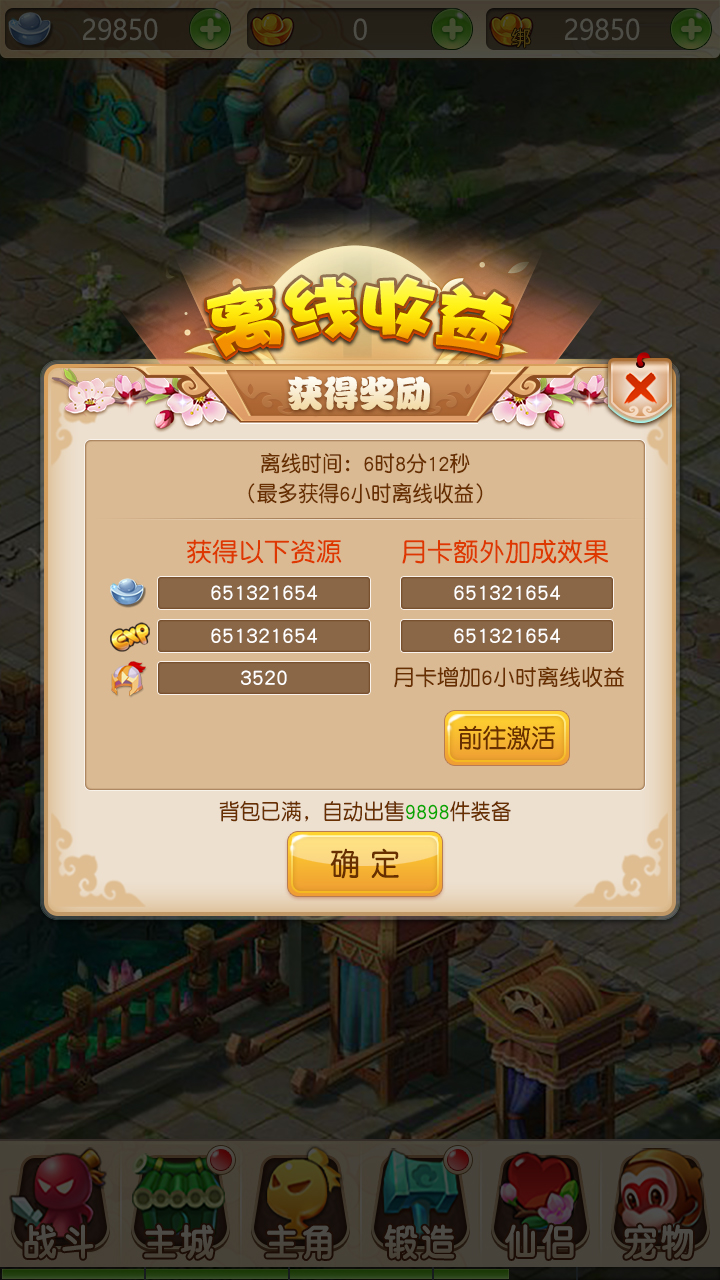 29850
0
绑
29850
离线收益
获得奖励
离线时间：6时8分12秒
（最多获得6小时离线收益）
获得以下资源
月卡额外加成效果
651321654
651321654
EXP
651321654
651321654
3520
月卡增加6小时离线收益
前往激活
背包已满，自动出售9898件装备
确定
战斗
主城
主角
锻造
仙侣
宠物